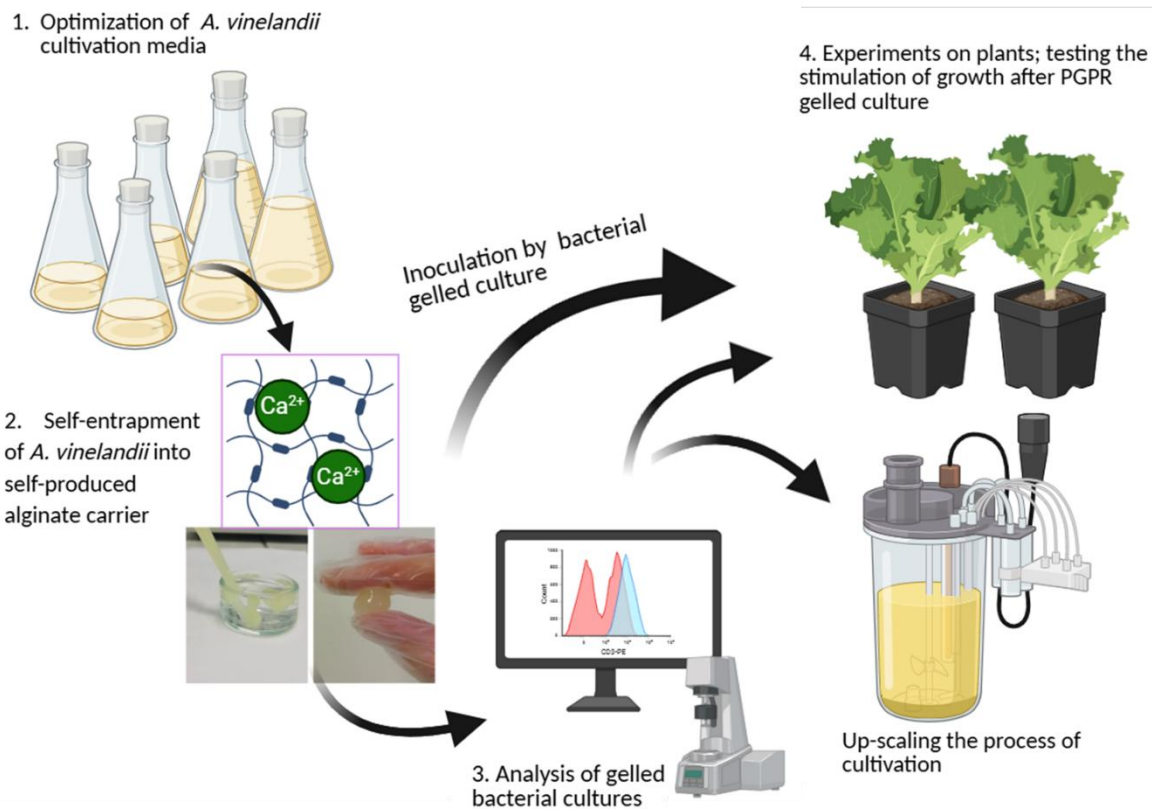 1. Optimization of A. vinelandii
cultivation media
4. Experiments on plants; testing the
stimulation of growth after PGPR
gelled culture
Inoculation by bacterial
gelled culture
2. Self-entrapment
of A. vinelandii into
self-produced
alginate carrier
Ca²⁺
Ca²⁺
Count
CD3-PE
3. Analysis of gelled
bacterial cultures
Up-scaling the process of
cultivation